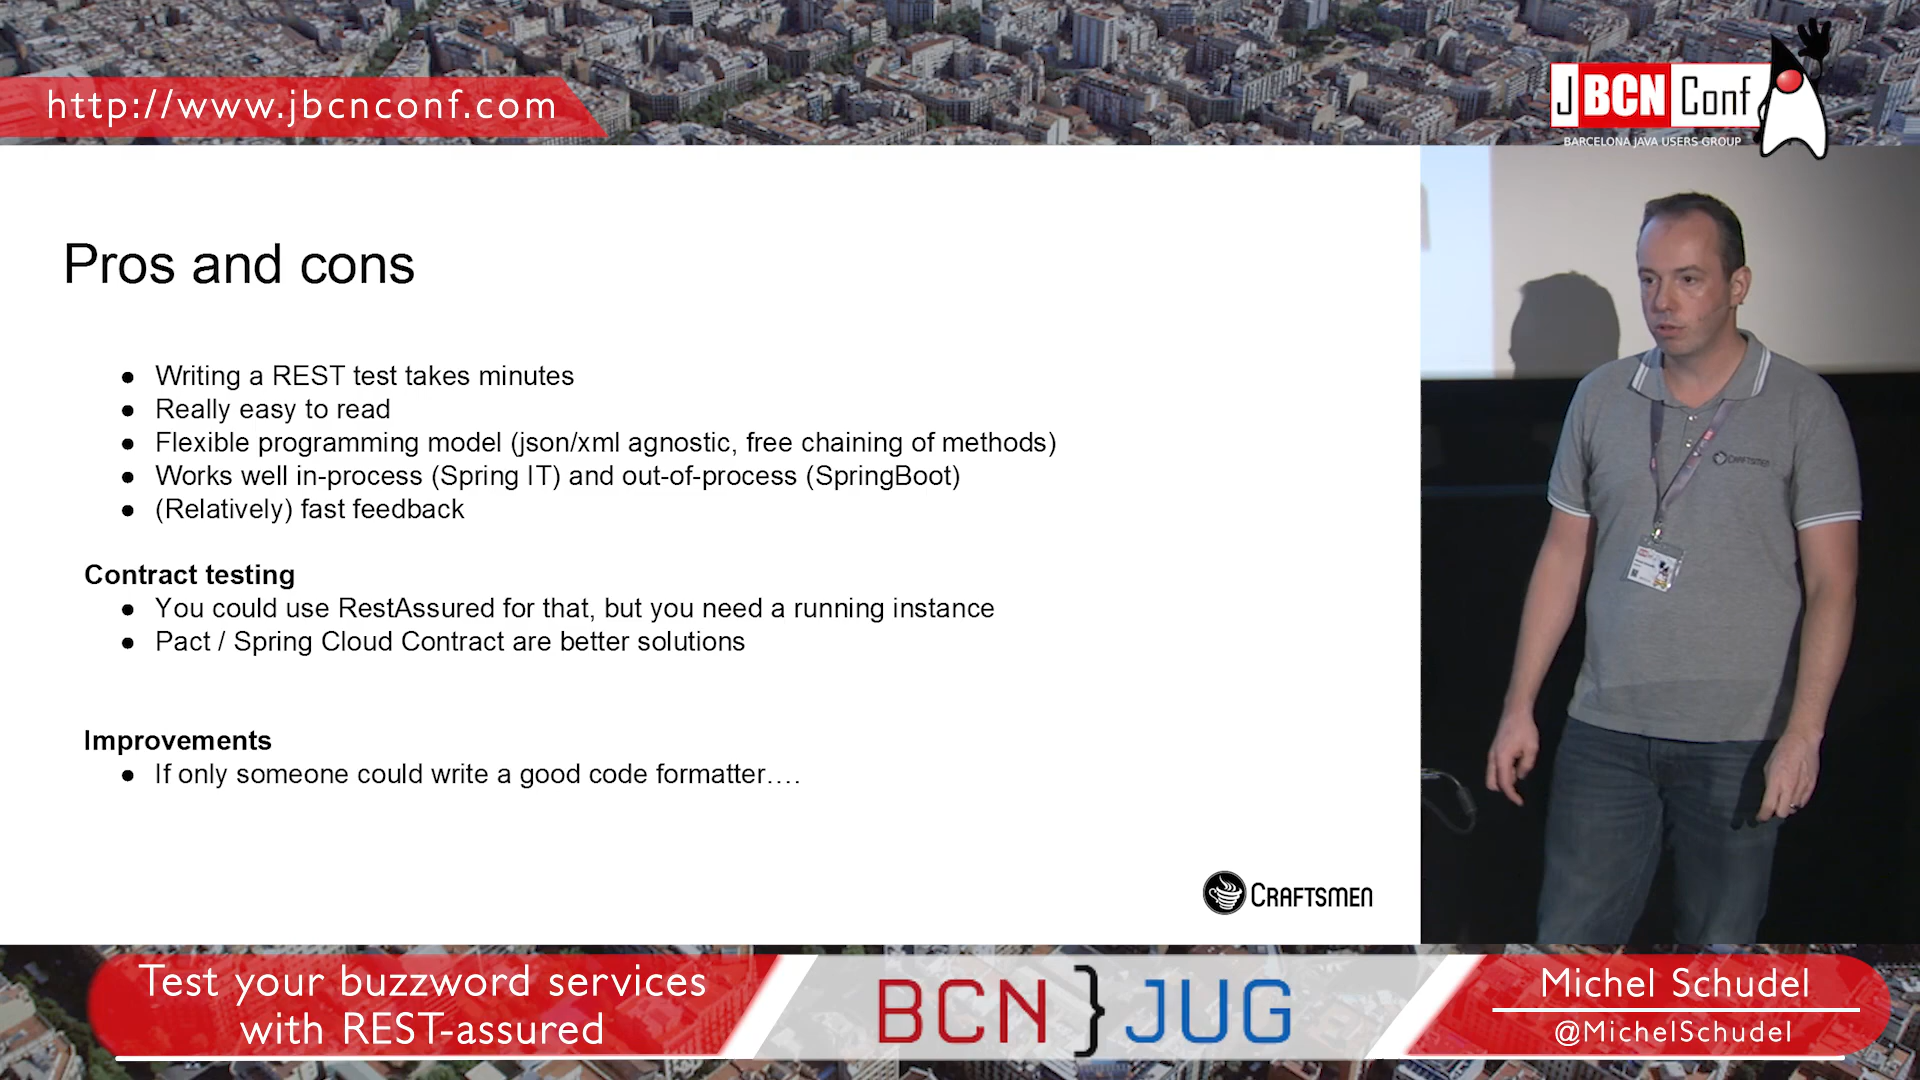 http://www.jbcnconf.com
JBCNConf
BARCELONA JAVA USERS GROUP
Pros and cons
● Writing a REST test takes minutes
● Really easy to read
● Flexible programming model (json/xml agnostic, free chaining of methods)
● Works well in-process (Spring IT) and out-of-process (SpringBoot)
● (Relatively) fast feedback
Contract testing
● You could use RestAssured for that, but you need a running instance
● Pact / Spring Cloud Contract are better solutions
Improvements
● If only someone could write a good code formatter....
CRAFTSMEN
CRAFTSMEN
Test your buzzword services
with REST-assured
BCN}JUG
Michel Schudel
@MichelSchudel